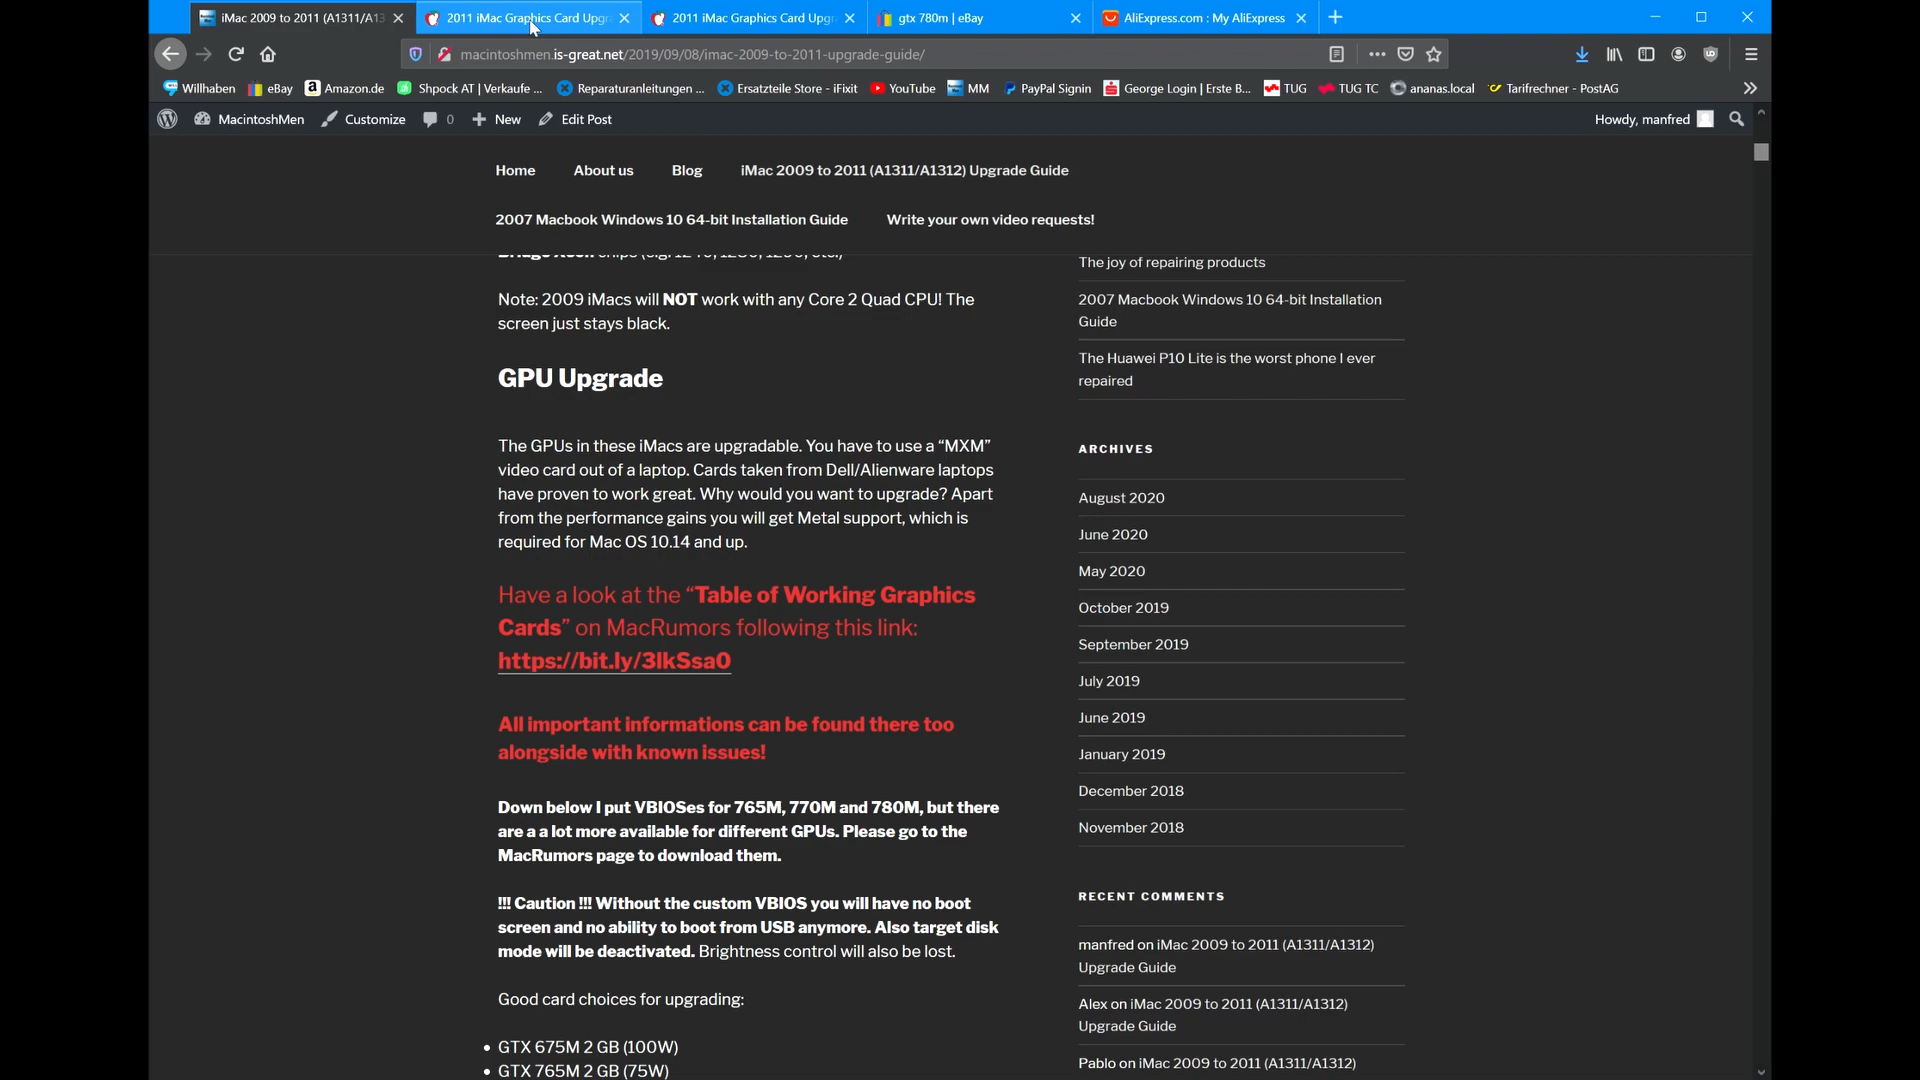 iMac 2009 to 2011 (A1311/A13
2011 iMac Graphics Card Upgra
2011 iMac Graphics Card Upgr
gtx 780m | eBay
AliExpress.com : My AliExpress
macintoshmen.is-great.net/2019/09/08/imac-2009-to-2011-upgrade-guide/
Willhaben
eBay
Amazon.de
Shpock AT | Verkaufe ...
Reparaturanleitungen ...
Ersatzteile Store - iFixit
YouTube
MM
PayPal Signin
George Login | Erste B...
TUG
TUG TC
ananas.local
Tarifrechner - PostAG
MacintoshMen
Customize
0
New
Edit Post
Howdy, manfred
Home
About us
Blog
iMac 2009 to 2011 (A1311/A1312) Upgrade Guide
2007 Macbook Windows 10 64-bit Installation Guide
Write your own video requests!
Note: 2009 iMacs will NOT work with any Core 2 Quad CPU! The
screen just stays black.
GPU Upgrade
The GPUs in these iMacs are upgradable. You have to use a “MXM”
video card out of a laptop. Cards taken from Dell/Alienware laptops
have proven to work great. Why would you want to upgrade? Apart
from the performance gains you will get Metal support, which is
required for Mac OS 10.14 and up.
Have a look at the “Table of Working Graphics
Cards” on MacRumors following this link:
https://bit.ly/3lkSsa0
All important informations can be found there too
alongside with known issues!
Down below I put VBIOSes for 765M, 770M and 780M, but there
are a a lot more available for different GPUs. Please go to the
MacRumors page to download them.
!!! Caution !!! Without the custom VBIOS you will have no boot
screen and no ability to boot from USB anymore. Also target disk
mode will be deactivated. Brightness control will also be lost.
Good card choices for upgrading:
GTX 675M 2 GB (100W)
GTX 765M 2 GB (75W)
The joy of repairing products
2007 Macbook Windows 10 64-bit Installation
Guide
The Huawei P10 Lite is the worst phone I ever
repaired
ARCHIVES
August 2020
June 2020
May 2020
October 2019
September 2019
July 2019
June 2019
January 2019
December 2018
November 2018
RECENT COMMENTS
manfred on iMac 2009 to 2011 (A1311/A1312)
Upgrade Guide
Alex on iMac 2009 to 2011 (A1311/A1312)
Upgrade Guide
Pablo on iMac 2009 to 2011 (A1311/A1312)